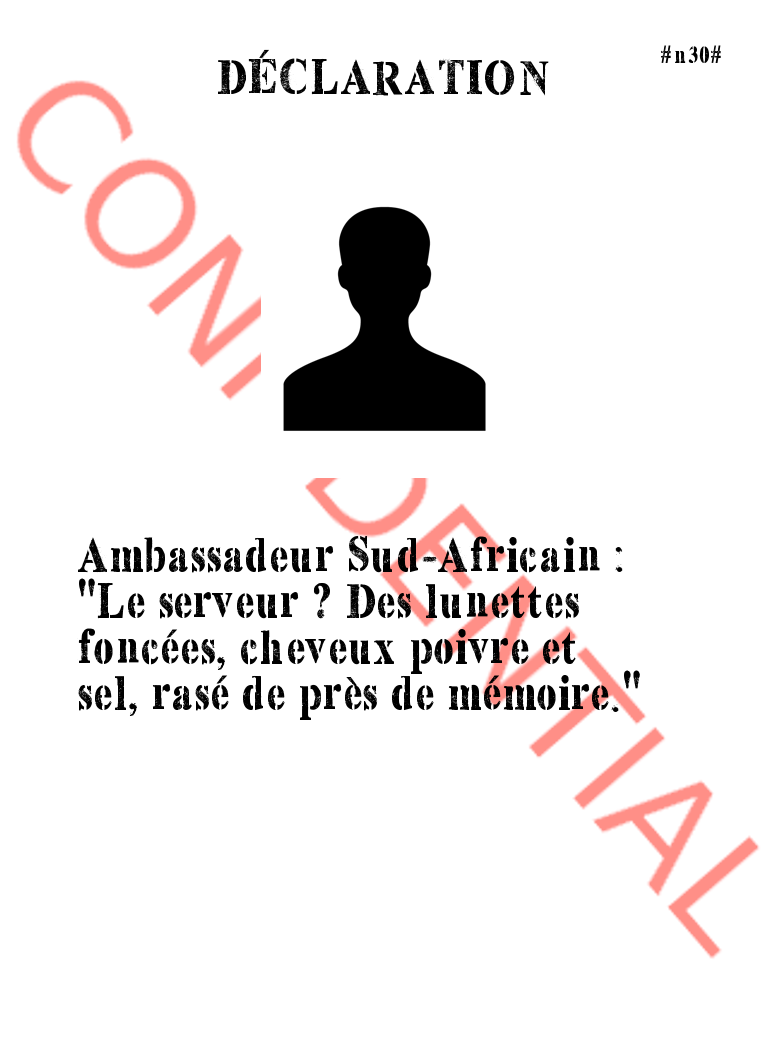 #n30#
DÉCLARATION
CONFIDENTIAL
Ambassadeur Sud-Africain :
"Le serveur ? Des lunettes
foncées, cheveux poivre et
sel, rasé de près de mémoire."